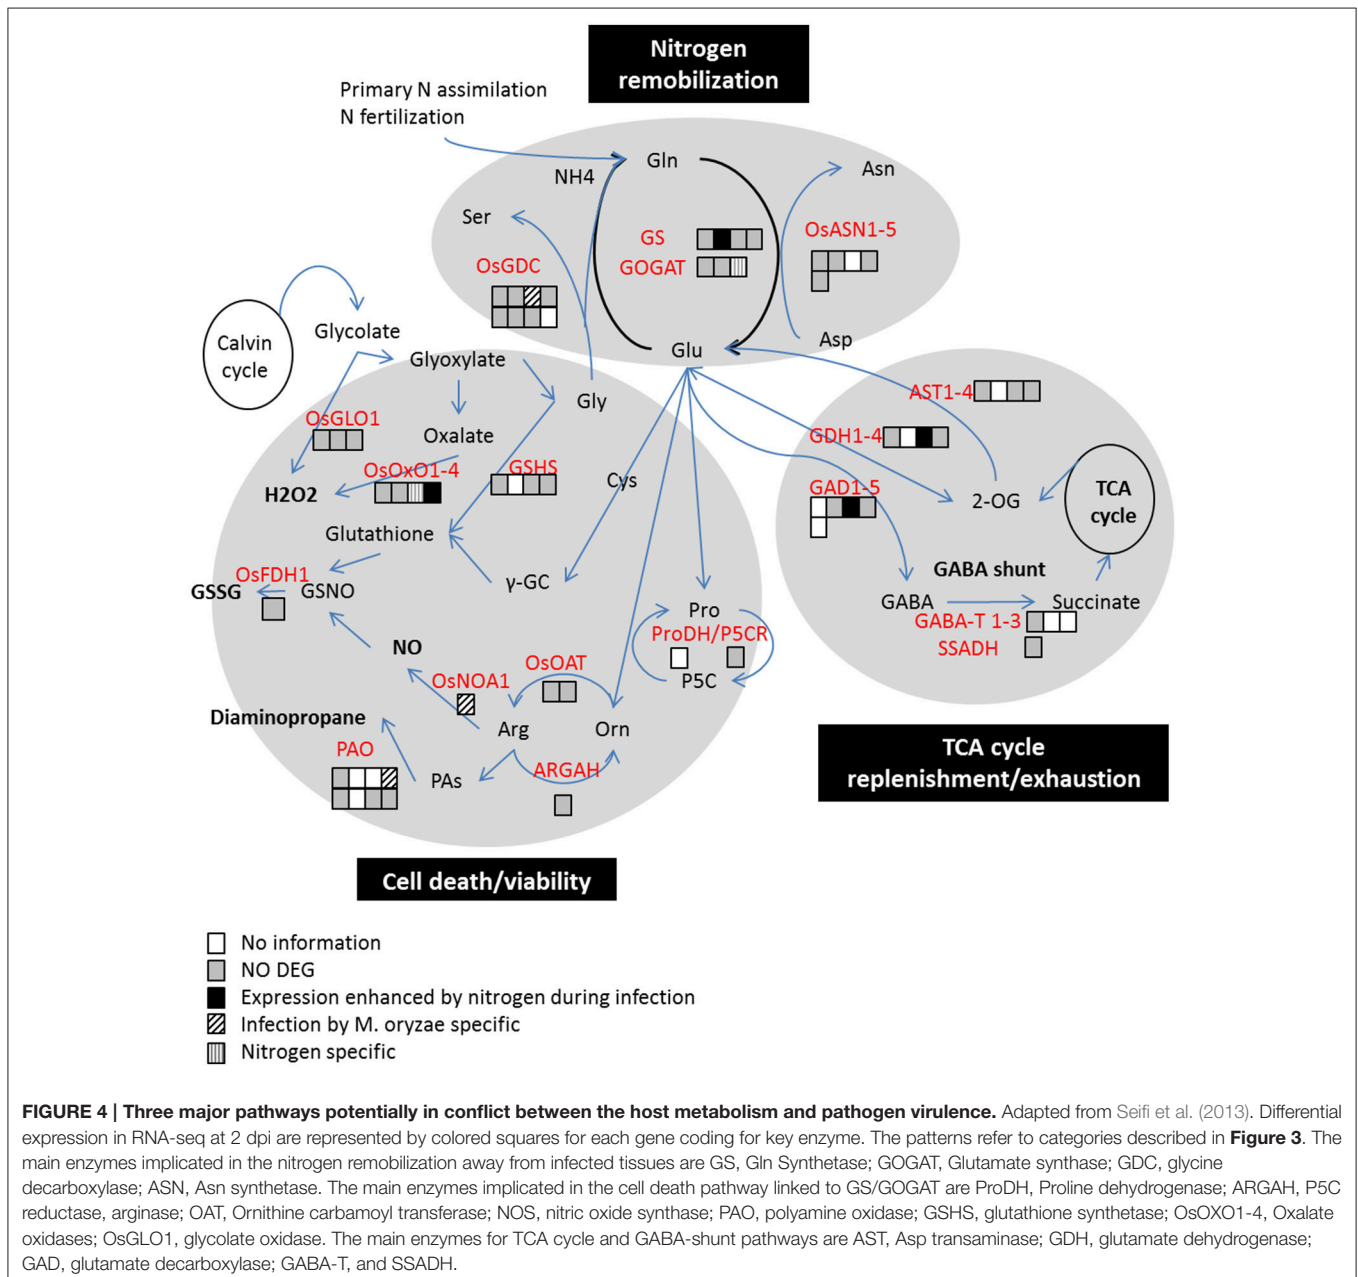 Nitrogen
remobilization
Primary N assimilation
N fertilization
Gln
NH4
Asn
Ser
OsASN1-5
GS
GOGAT
OsGDC
Calvin
cycle
Glycolate
Glyoxylate
Glu
Asp
Gly
AST1-4
OsGLO1
Oxalate
GDH1-4
OsOxO1-4
GSHS
Cys
H2O2
GAD1-5
2-OG
TCA
cycle
Glutathione
GABA shunt
OsFDH1
GSSG
GSNO
γ-GC
GABA
Succinate
Pro
GABA-T 1-3
ProDH/P5CR
SSADH
NO
OsOAT
P5C
OsNOA1
Diaminopropane
Arg
Orn
PAO
PAs
ARGAH
TCA cycle
replenishment/exhaustion
Cell death/viability
No information
NO DEG
Expression enhanced by nitrogen during infection
Infection by M. oryzae specific
Nitrogen specific
FIGURE 4 | Three major pathways potentially in conflict between the host metabolism and pathogen virulence. Adapted from Seifi et al. (2013). Differential
expression in RNA-seq at 2 dpi are represented by colored squares for each gene coding for key enzyme. The patterns refer to categories described in Figure 3. The
main enzymes implicated in the nitrogen remobilization away from infected tissues are GS, Gln Synthetase; GOGAT, Glutamate synthase; GDC, glycine
decarboxylase; ASN, Asn synthetase. The main enzymes implicated in the cell death pathway linked to GS/GOGAT are ProDH, Proline dehydrogenase; ARGAH, P5C
reductase, arginase; OAT, Ornithine carbamoyl transferase; NOS, nitric oxide synthase; PAO, polyamine oxidase; GSHS, glutathione synthetase; OsOXO1-4, Oxalate
oxidases; OsGLO1, glycolate oxidase. The main enzymes for TCA cycle and GABA-shunt pathways are AST, Asp transaminase; GDH, glutamate dehydrogenase;
GAD, glutamate decarboxylase; GABA-T, and SSADH.